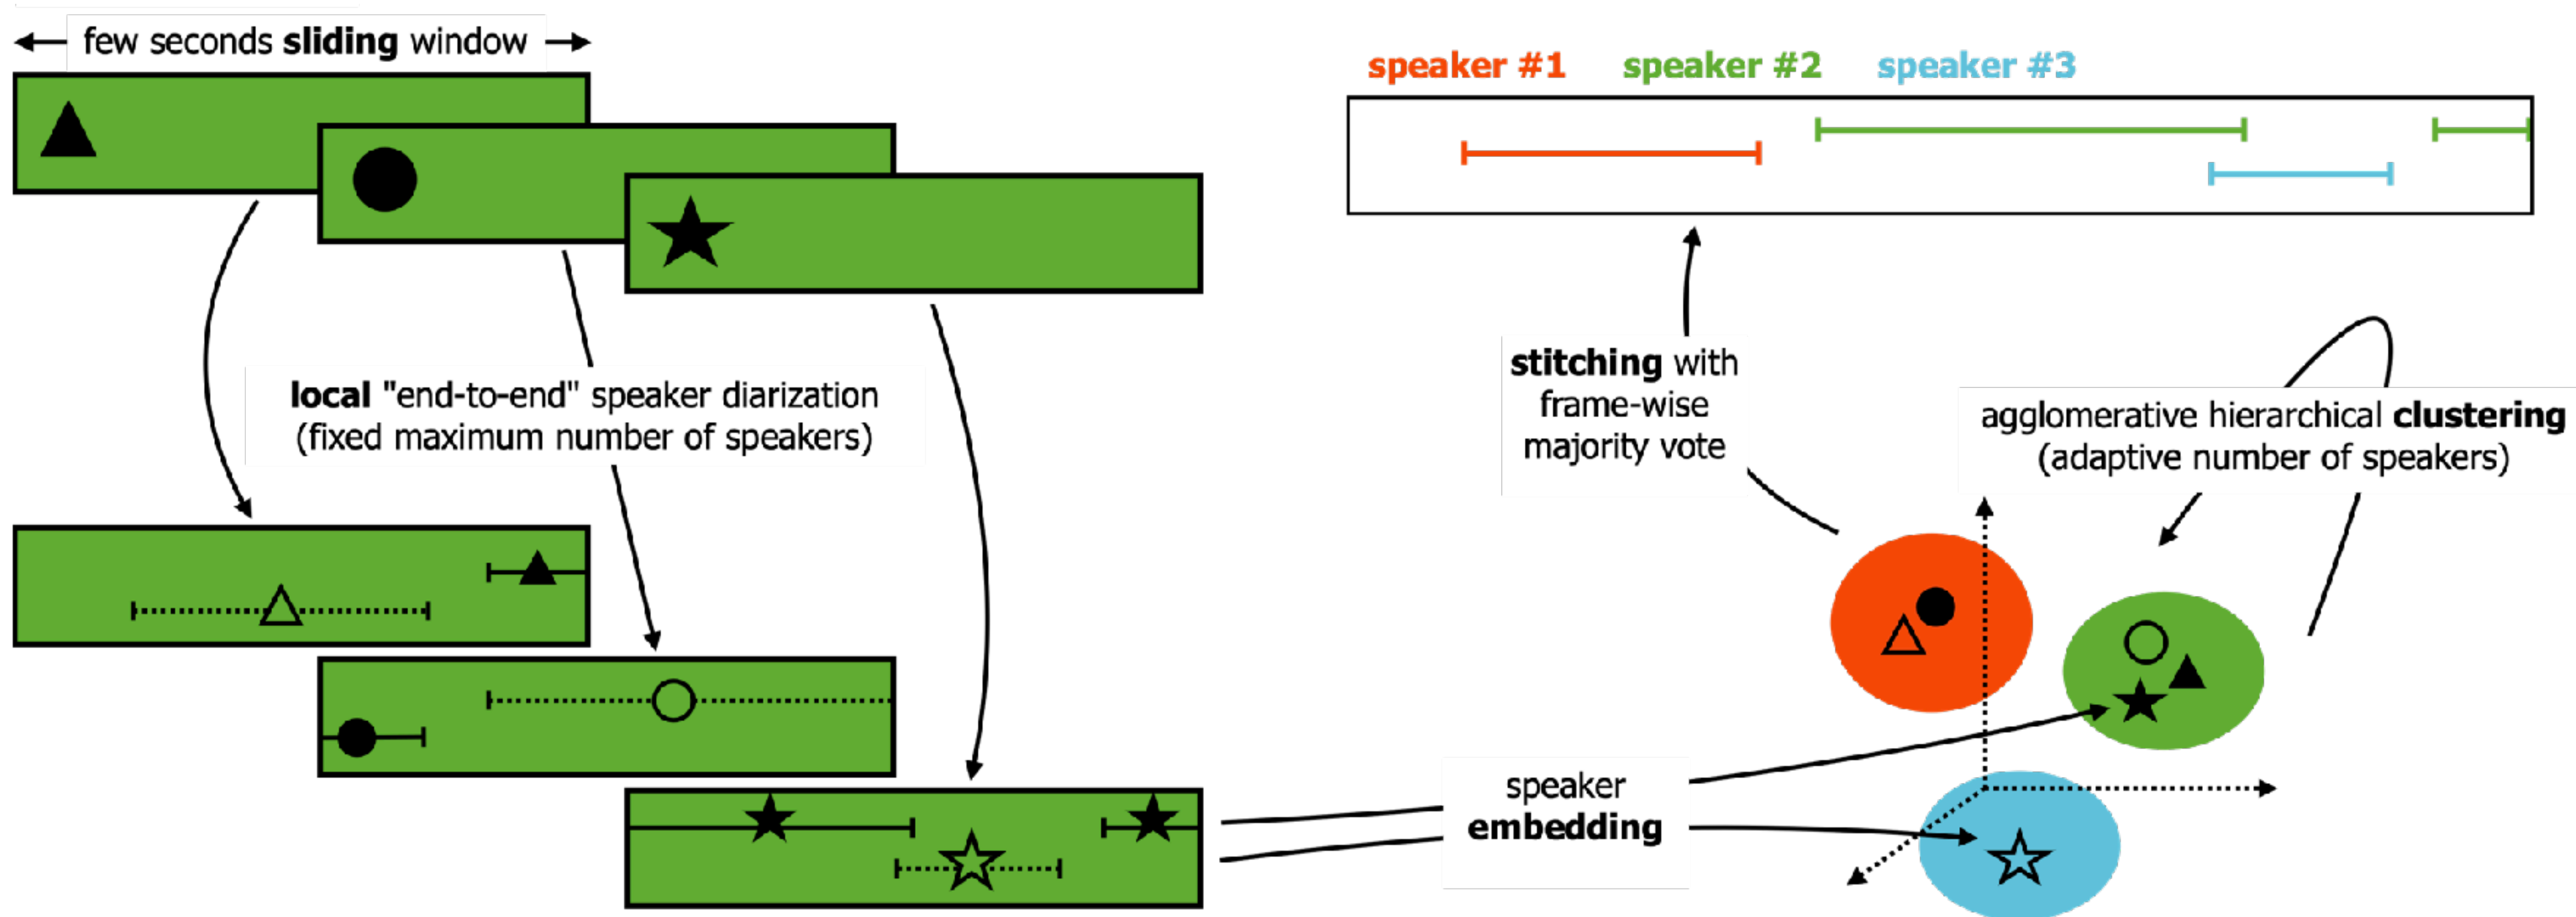 few seconds sliding window
speaker #1 speaker #2 speaker #3
local "end-to-end" speaker diarization
(fixed maximum number of speakers)
stitching with
frame-wise
majority vote
agglomerative hierarchical clustering
(adaptive number of speakers)
speaker
embedding